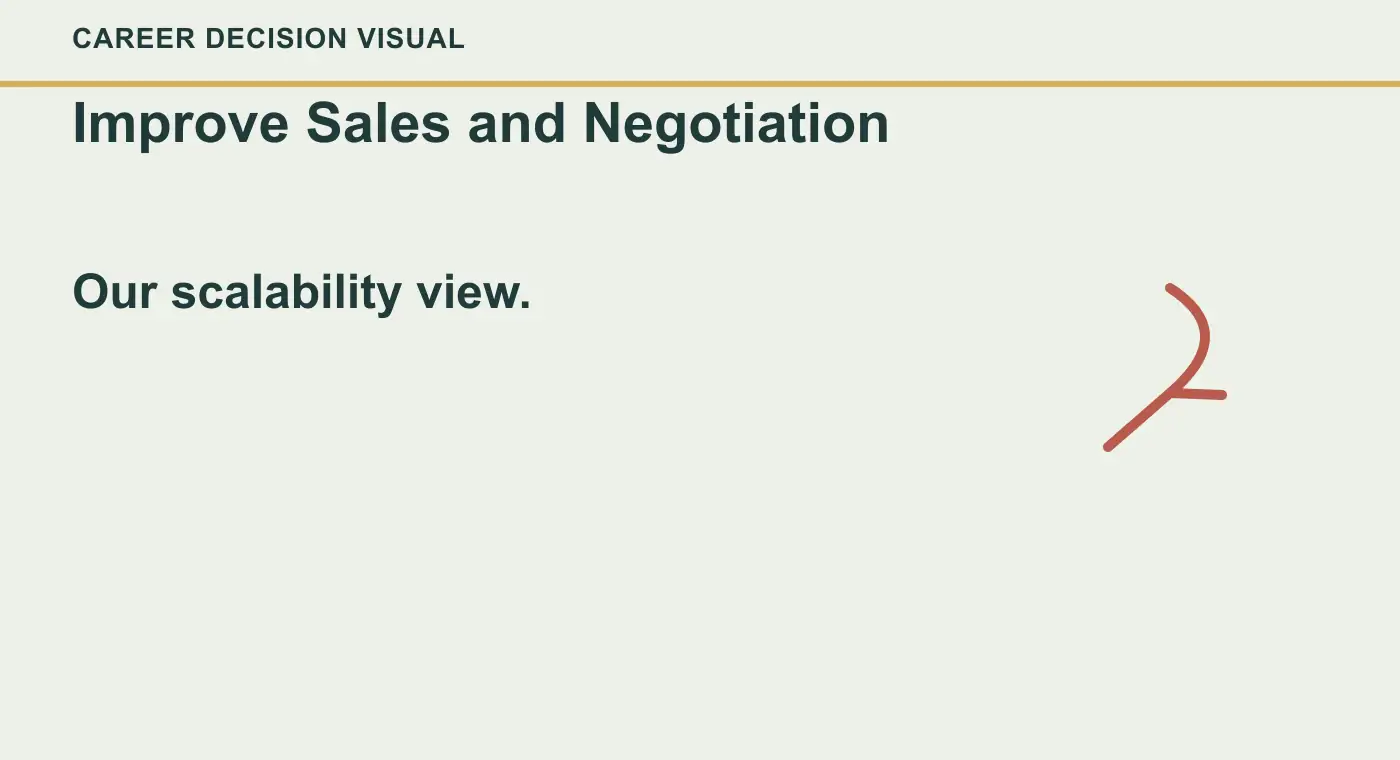 CAREER DECISION VISUAL
Improve Sales and Negotiation
Our scalability view.